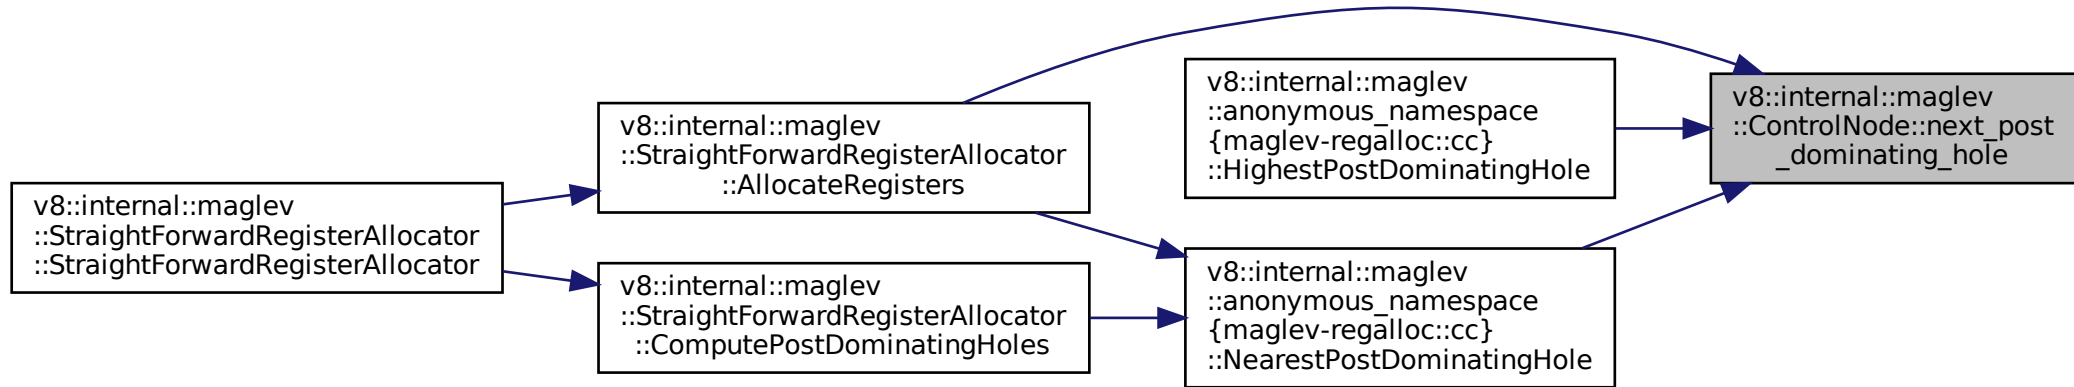 v8::internal::maglev
::StraightForwardRegisterAllocator
::StraightForwardRegisterAllocator
v8::internal::maglev
::StraightForwardRegisterAllocator
::AllocateRegisters
v8::internal::maglev
::StraightForwardRegisterAllocator
::ComputePostDominatingHoles
v8::internal::maglev
::anonymous_namespace
{maglev-regalloc::cc}
::HighestPostDominatingHole
v8::internal::maglev
::anonymous_namespace
{maglev-regalloc::cc}
::NearestPostDominatingHole
v8::internal::maglev
::ControlNode::next_post
_dominating_hole